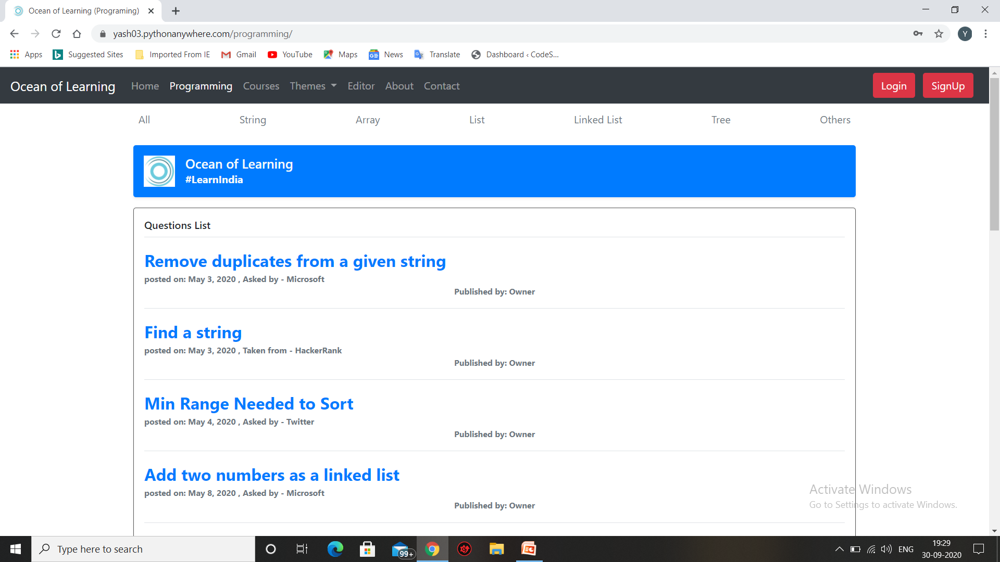 Ocean of Learning (Programing)
yash03.pythonanywhere.com/programming/
Y
Apps
Suggested Sites
Imported From IE
Gmail
YouTube
Maps
News
Translate
Dashboard ‹ CodeS...
Ocean of Learning
Home
Programming
Courses
Themes
Editor
About
Contact
Login
SignUp
All
String
Array
List
Linked List
Tree
Others
Ocean of Learning
#LearnIndia
Questions List
Remove duplicates from a given string
posted on: May 3, 2020 , Asked by - Microsoft
Published by: Owner
Find a string
posted on: May 3, 2020 , Taken from - HackerRank
Published by: Owner
Min Range Needed to Sort
posted on: May 4, 2020 , Asked by - Twitter
Published by: Owner
Add two numbers as a linked list
posted on: May 8, 2020 , Asked by - Microsoft
Published by: Owner
Activate Windows
Go to Settings to activate Windows.
Type here to search
99+
ENG
19:29
30-09-2020